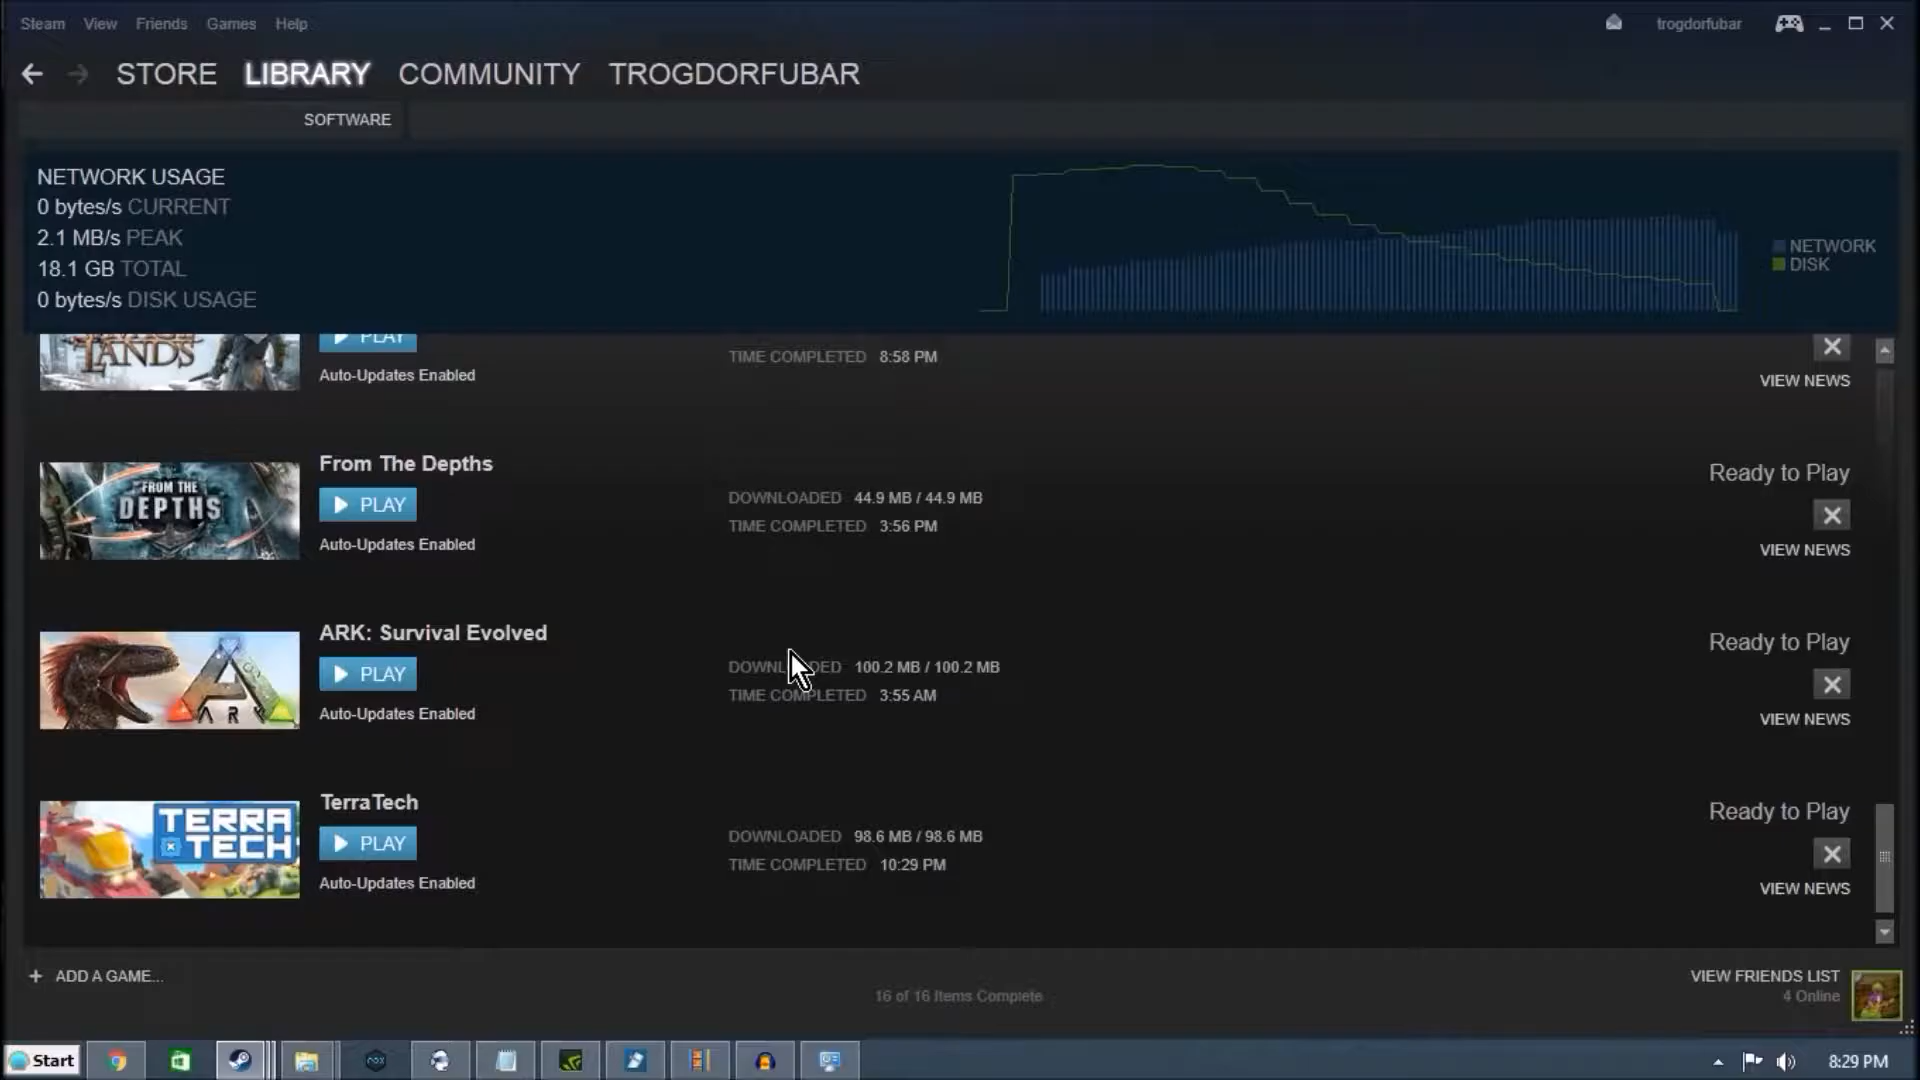 Steam View Friends Games Help trogdorfubar
STORE LIBRARY COMMUNITY TROGDORFUBAR
SOFTWARE
NETWORK USAGE
0 bytes/s CURRENT
2.1 MB/s PEAK
18.1 GB TOTAL
0 bytes/s DISK USAGE
NETWORK
DISK
LANDS
PLAY
Auto-Updates Enabled
TIME COMPLETED 8:58 PM
VIEW NEWS
From The Depths
FROM THE
DEPTHS
PLAY
Auto-Updates Enabled
DOWNLOADED 44.9 MB / 44.9 MB
TIME COMPLETED 3:56 PM
Ready to Play
VIEW NEWS
ARK: Survival Evolved
ARK
PLAY
Auto-Updates Enabled
DOWNLOADED 100.2 MB / 100.2 MB
TIME COMPLETED 3:55 AM
Ready to Play
VIEW NEWS
TerraTech
TERRA
TECH
PLAY
Auto-Updates Enabled
DOWNLOADED 98.6 MB / 98.6 MB
TIME COMPLETED 10:29 PM
Ready to Play
VIEW NEWS
+ ADD A GAME...
16 of 16 Items Complete
VIEW FRIENDS LIST
4 Online
Start
8:29 PM